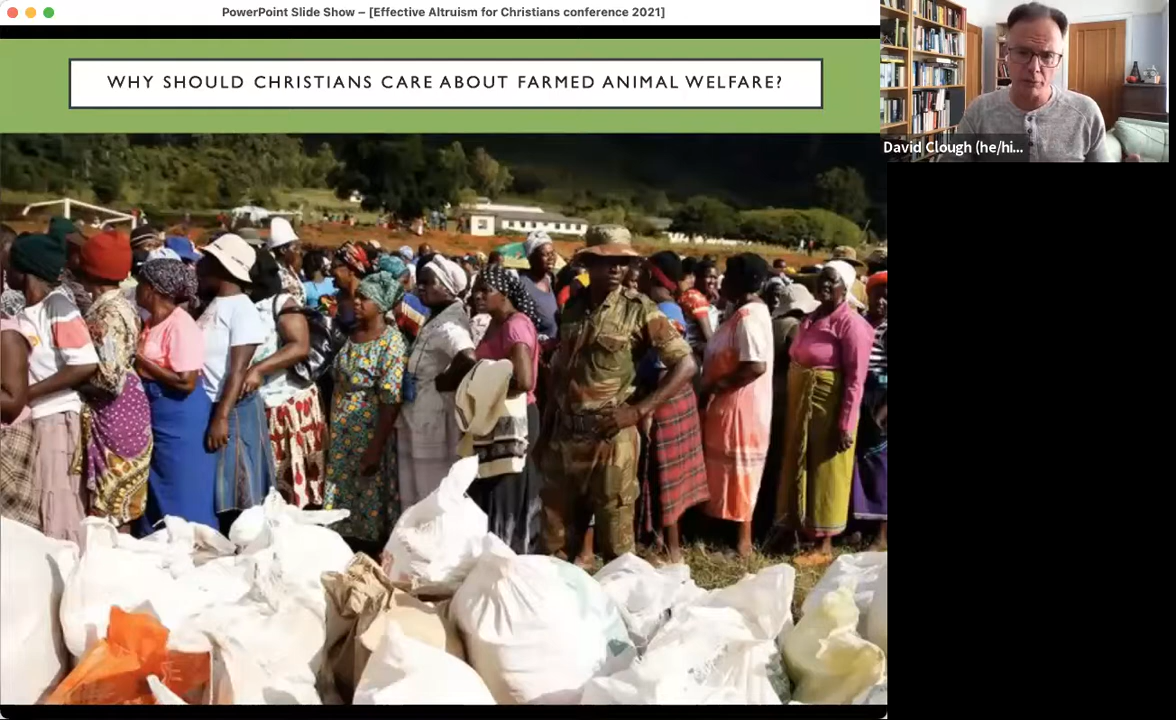 PowerPoint Slide Show – [Effective Altruism for Christians conference 2021]
WHY SHOULD CHRISTIANS CARE ABOUT FARMED ANIMAL WELFARE?
David Clough (he/hi...